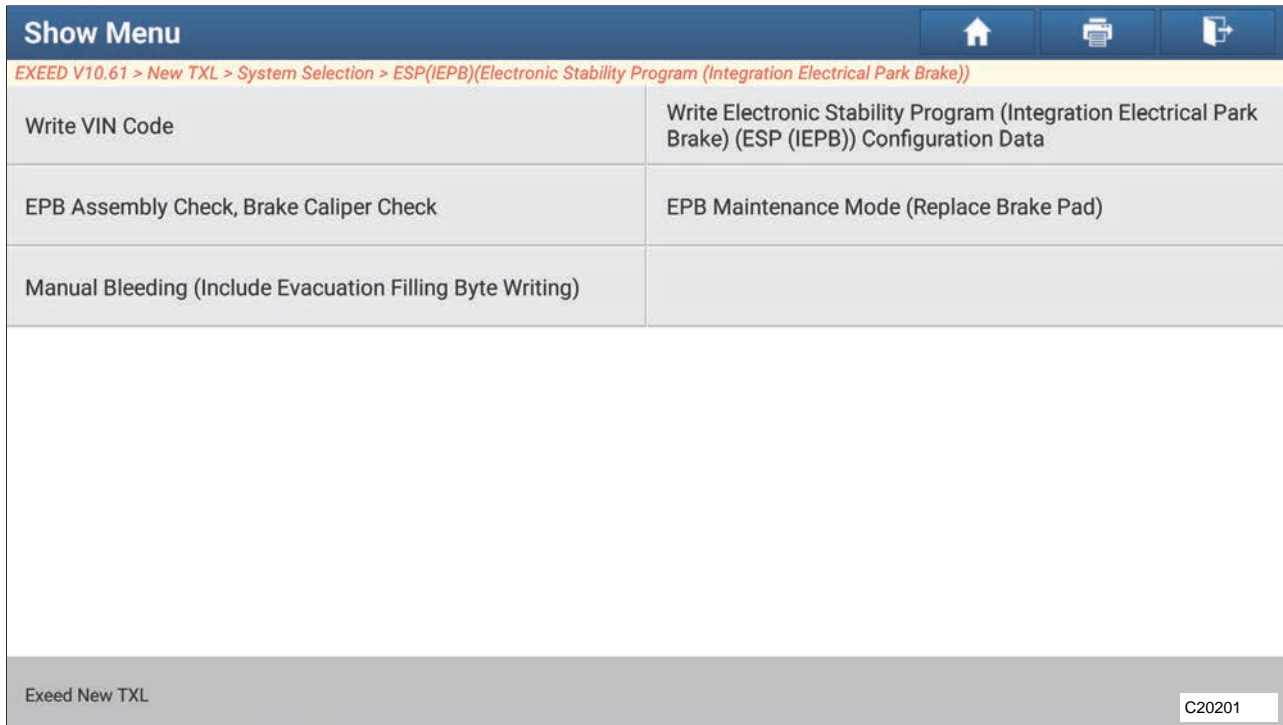 Show Menu
EXEED V10.61 > New TXL > System Selection > ESP(IEPB)(Electronic Stability Program (Integration Electrical Park Brake))
Write VIN Code
Write Electronic Stability Program (Integration Electrical Park
Brake) (ESP (IEPB)) Configuration Data
EPB Assembly Check, Brake Caliper Check
EPB Maintenance Mode (Replace Brake Pad)
Manual Bleeding (Include Evacuation Filling Byte Writing)
Exeed New TXL
C20201